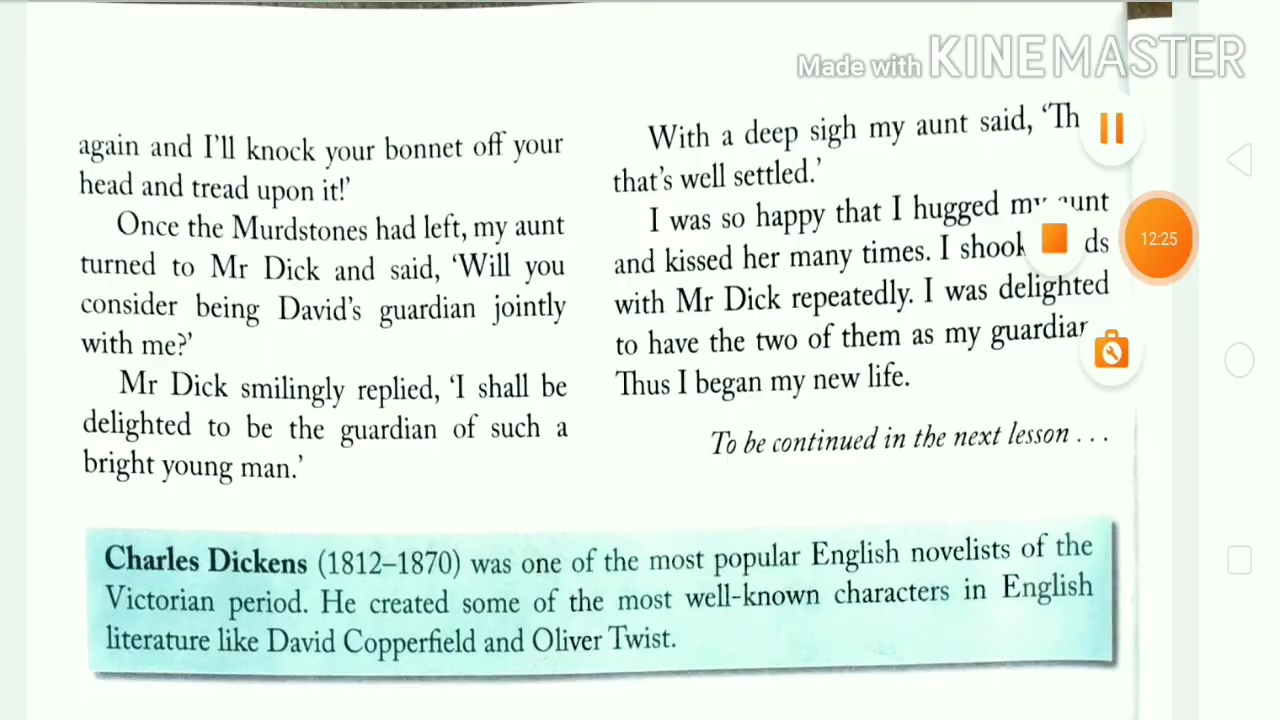 Made with KINEMASTER
again and I'll knock your bonnet off your
head and tread upon it!'
Once the Murdstones had left, my aunt
turned to Mr Dick and said, 'Will you
consider being David's guardian jointly
with me?'
Mr Dick smilingly replied, 'I shall be
delighted to be the guardian of such a
bright young man.'
With a deep sigh my aunt said,
that's well settled.'
I was so happy that I hugged my aunt
and kissed her many times. I shook
with Mr Dick repeatedly. I was delighted
to have the two of them as my
Thus I began my new life.
To be continued in the next lesson . . .
12:25
Charles Dickens (1812–1870) was one of the most popular English novelists of the
Victorian period. He created some of the most well-known characters in English
literature like David Copperfield and Oliver Twist.